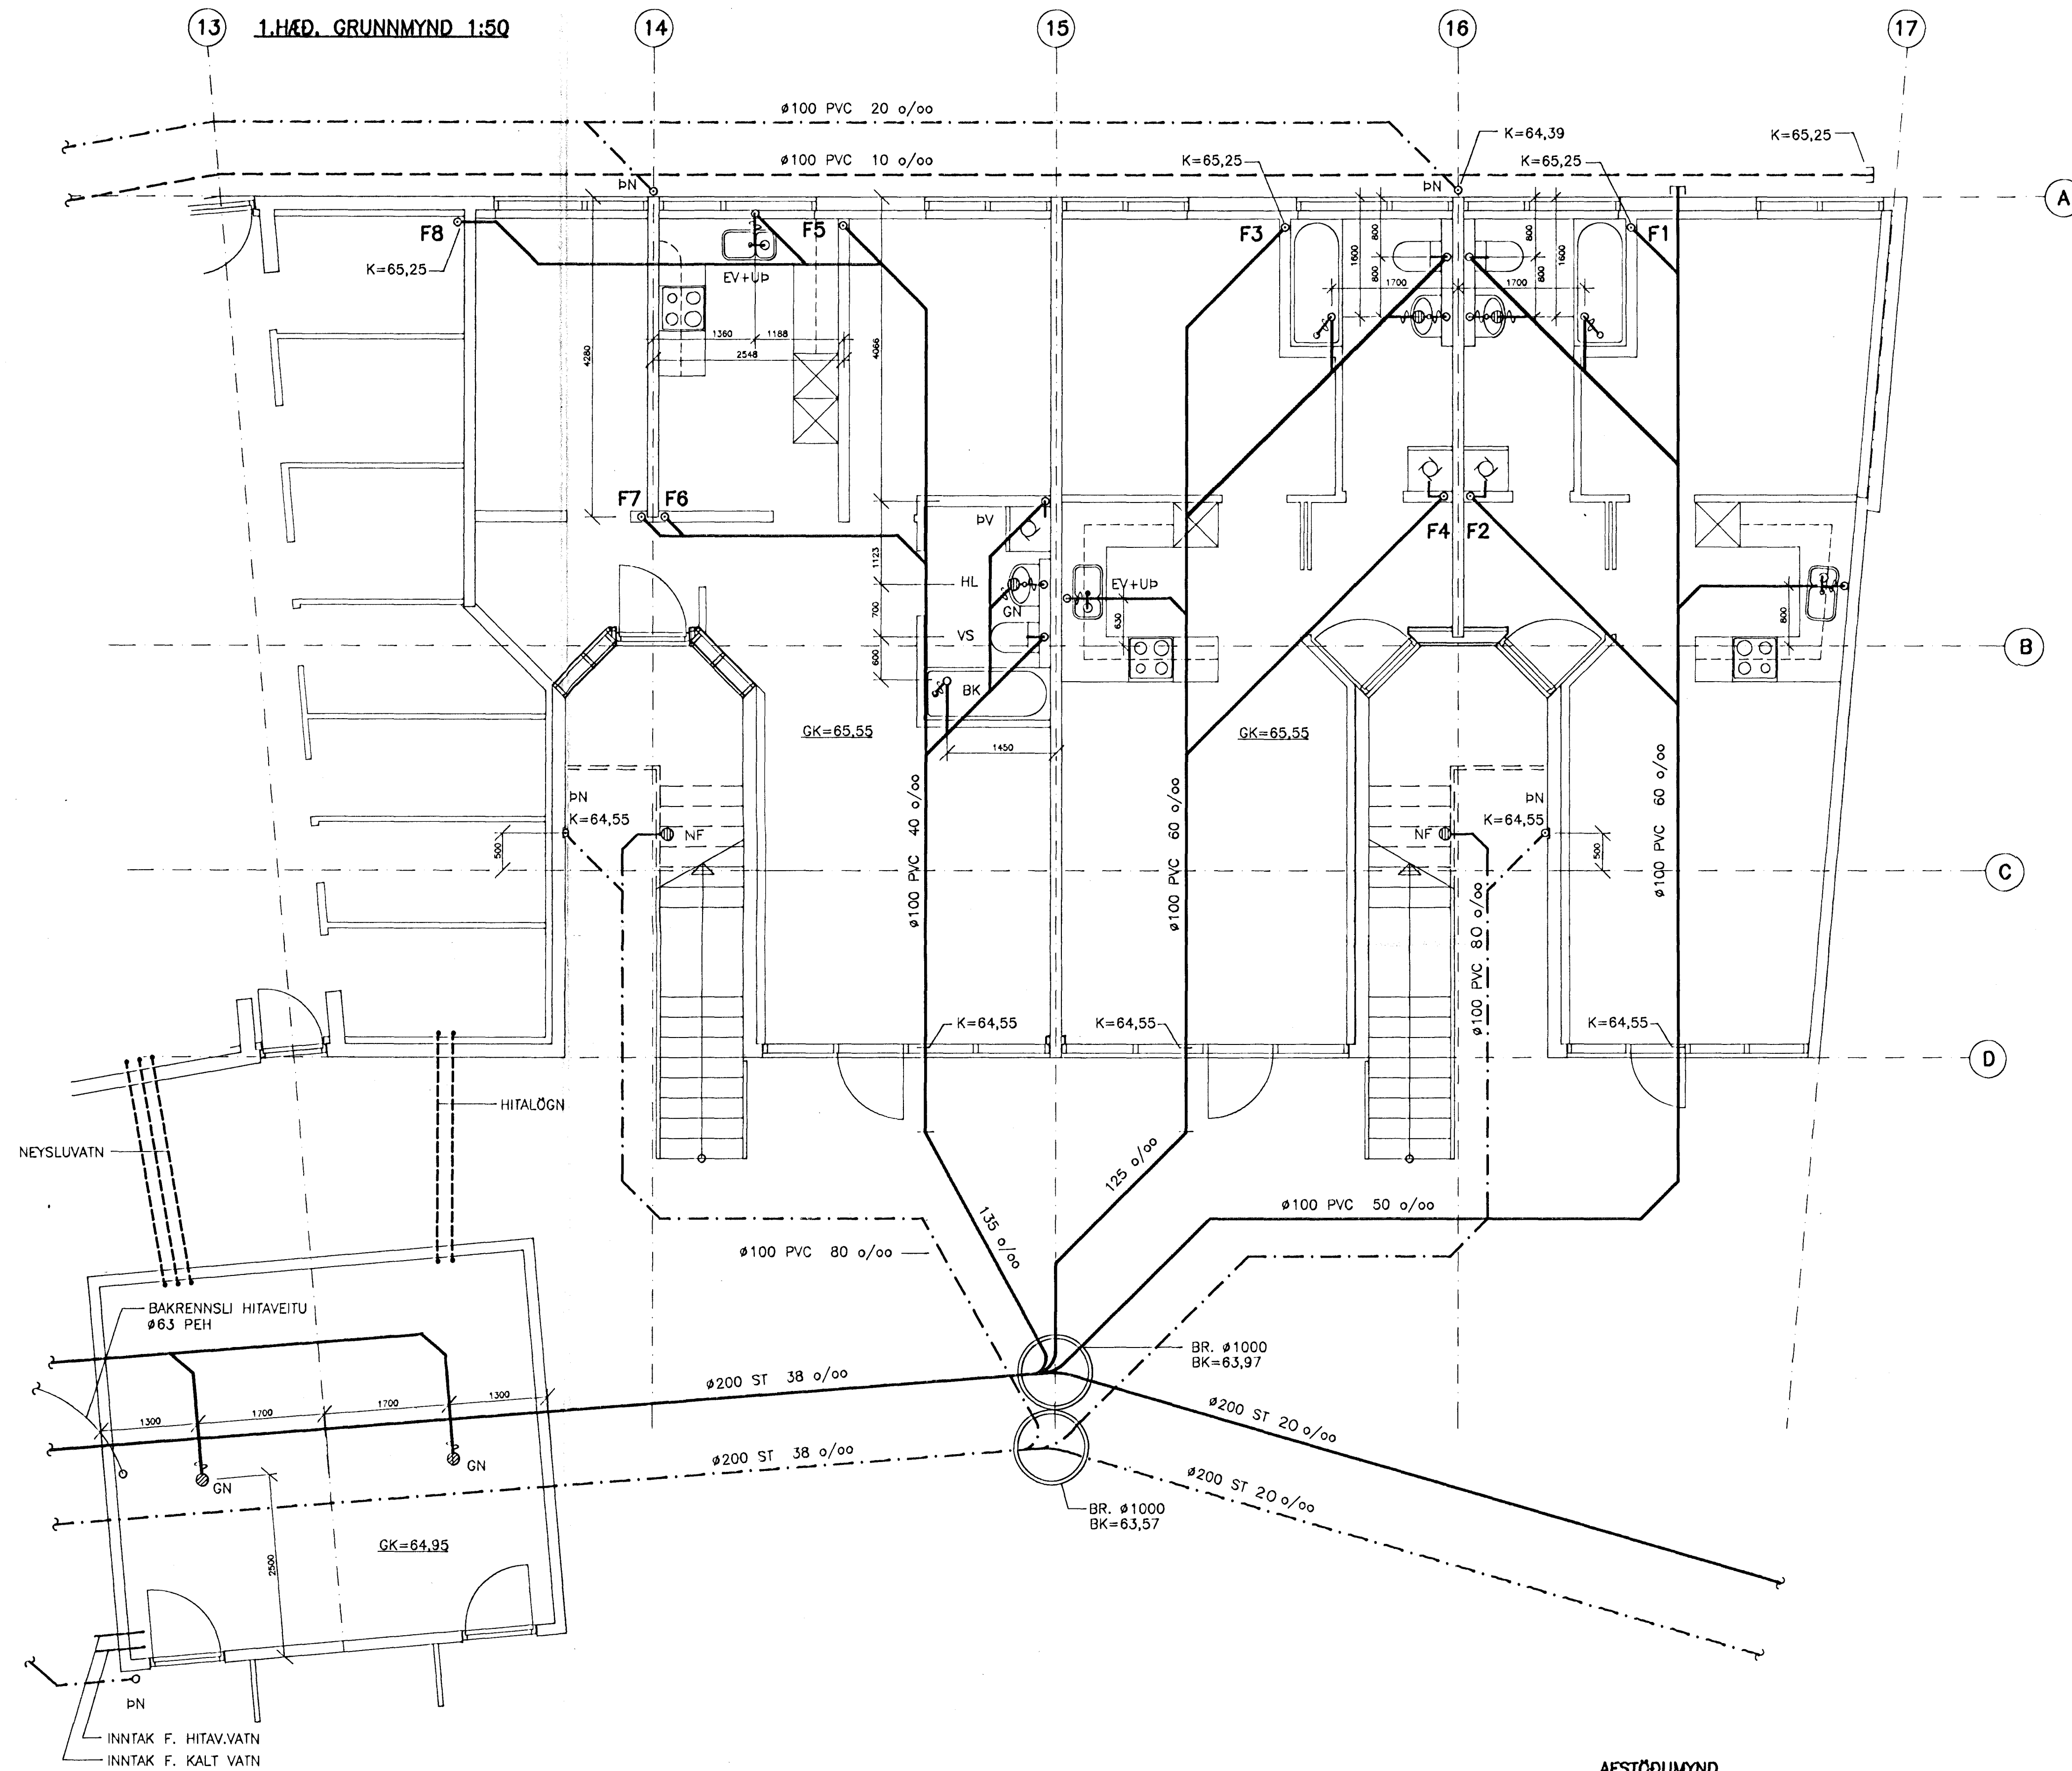 13
1.HÆÐ. GRUNNMYND 1:50
14
15
16
17
ø100 PVC 20 o/oo
K=64,39
K=65,25
ø100 PVC 10 o/oo
K=65,25
K=65,25
ÞN
ÞN
A
F8
F5
F3
F1
K=65,25
EV+UÞ
800
1600
800
800
1600
800
1700
1700
1360
1188
2548
4280
4066
F7
F6
ÞV
F4
F2
1123
HL
GN
EV+UÞ
700
630
800
VS
600
BK
B
GK=65,55
GK=65,55
1450
ÞN
K=64,55
NF
500
ø100 PVC 40 o/oo
ø100 PVC 60 o/oo
ÞN
K=64,55
NF
500
ø100 PVC 60 o/oo
C
ø100 PVC 80 o/oo
K=64,55
K=64,55
K=64,55
D
HITALÖGN
NEYSLUVATN
135 o/oo
125 o/oo
ø100 PVC 50 o/oo
ø100 PVC 80 o/oo
BAKRENNSLI HITAVEITU
ø63 PEH
BR. ø1000
BK=63,97
ø200 ST 38 o/oo
ø200 ST 20 o/oo
1300
1700
1700
1300
ø200 ST 38 o/oo
ø200 ST 20 o/oo
GN
GN
BR. ø1000
BK=63,57
GK=64,95
2500
ÞN
INNTAK F. HITAV.VATN
INNTAK F. KALT VATN
AFSTÖÐUMYND